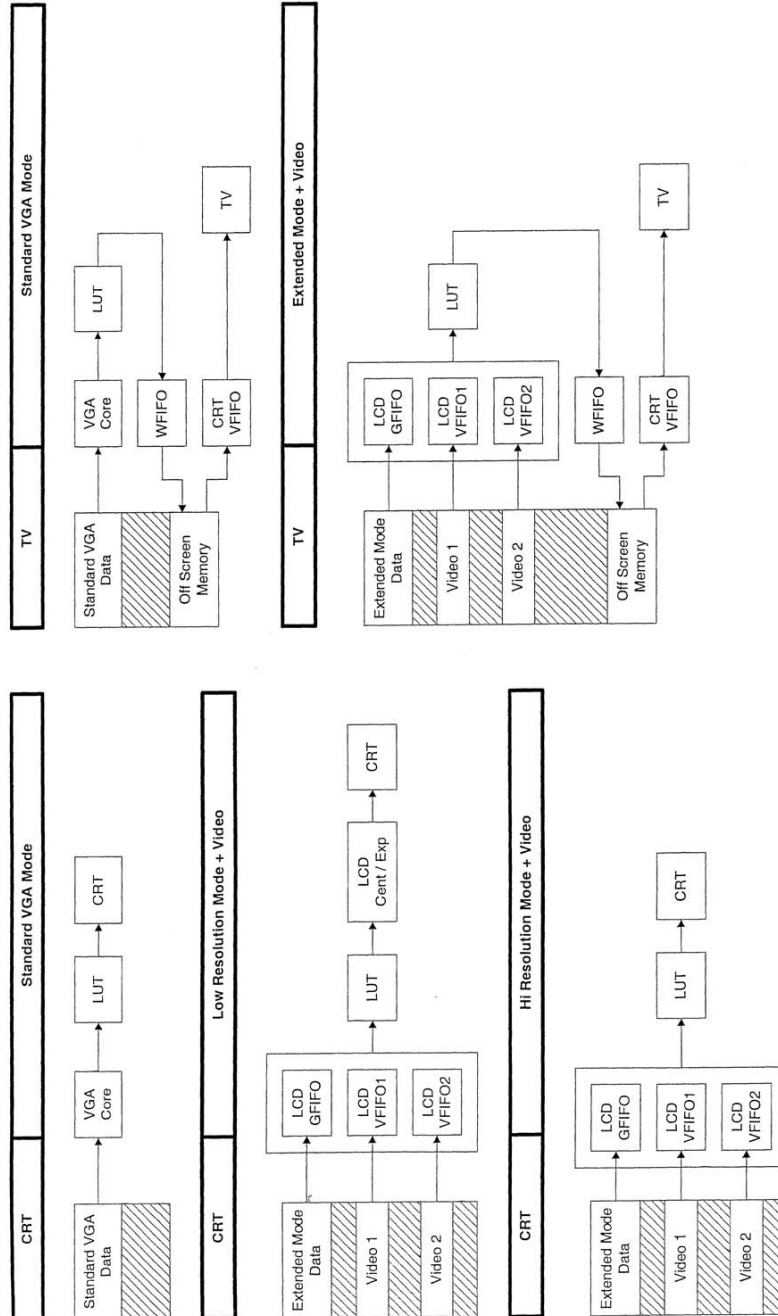 CRT
Standard VGA Mode
Standard VGA
Data
VGA
Core
LUT
CRT
CRT
Low Resolution Mode + Video
Extended Mode
Data
Video 1
Video 2
LCD
GFIFO
LCD
VFIFO1
LCD
VFIFO2
LUT
LCD
Cent / Exp
CRT
CRT
Hi Resolution Mode + Video
Extended Mode
Data
Video 1
Video 2
LCD
GFIFO
LCD
VFIFO1
LCD
VFIFO2
LUT
CRT
TV
Standard VGA Mode
Standard VGA
Data
Off Screen
Memory
VGA
Core
LUT
WFIFO
CRT
VFIFO
TV
TV
Extended Mode + Video
Extended Mode
Data
Video 1
Video 2
Off Screen
Memory
LCD
GFIFO
LCD
VFIFO1
LCD
VFIFO2
LUT
WFIFO
CRT
VFIFO
TV